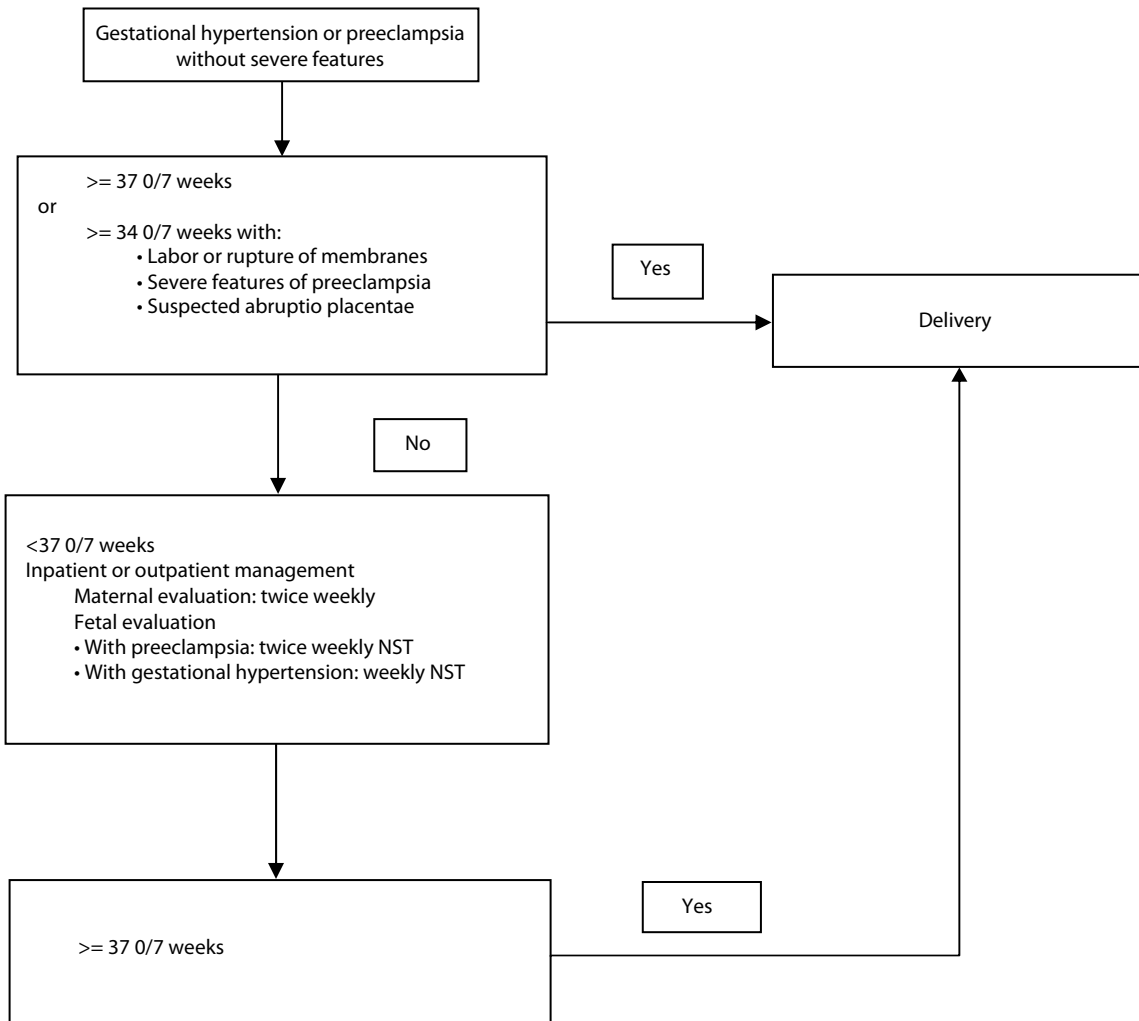 Gestational hypertension or preeclampsia
without severe features
>= 37 0/7 weeks
or
>= 34 0/7 weeks with:
• Labor or rupture of membranes
• Severe features of preeclampsia
• Suspected abruptio placentae
Yes
Delivery
No
<37 0/7 weeks
Inpatient or outpatient management
Maternal evaluation: twice weekly
Fetal evaluation
• With preeclampsia: twice weekly NST
• With gestational hypertension: weekly NST
Yes
>= 37 0/7 weeks